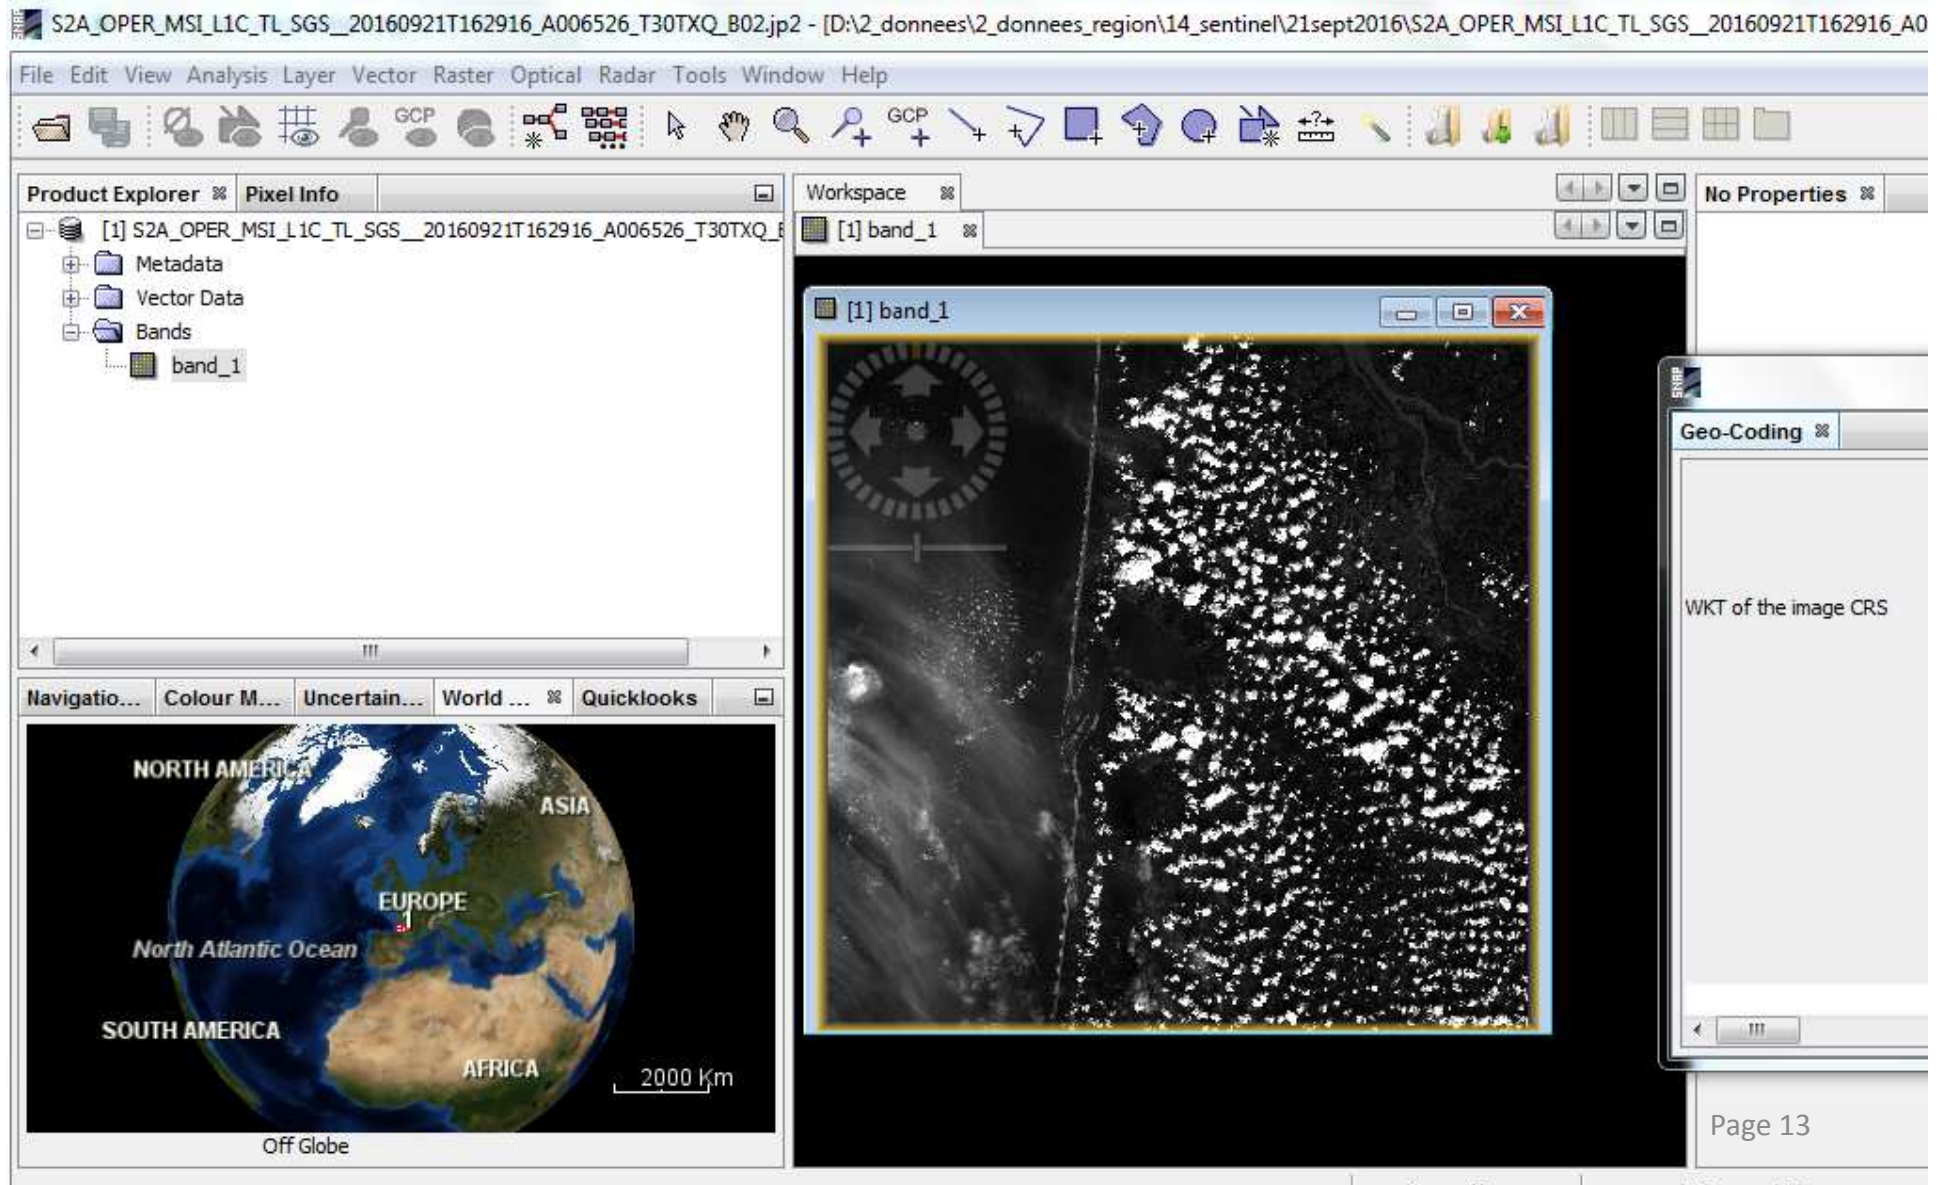 S2A_OPER_MSI_L1C_TL_SGS__20160921T162916_A006526_T30TXQ_B02.jp2 - [D:\2_donnees\2_donnees_region\14_sentinel\21sept2016\S2A_OPER_MSI_L1C_TL_SGS__20160921T162916_A0
File Edit View Analysis Layer Vector Raster Optical Radar Tools Window Help
GCP GCP
Product Explorer Pixel Info
Workspace
No Properties
[1] S2A_OPER_MSI_L1C_TL_SGS__20160921T162916_A006526_T30TXQ_
[1] band_1
Metadata
Vector Data
Bands
band_1
[1] band_1
SNAP
Geo-Coding
WKT of the image CRS
Navigatio... Colour M... Uncertain... World ... Quicklooks
NORTH AMERICA
ASIA
EUROPE
1
North Atlantic Ocean
SOUTH AMERICA
AFRICA
2000 Km
Off Globe
Page 13